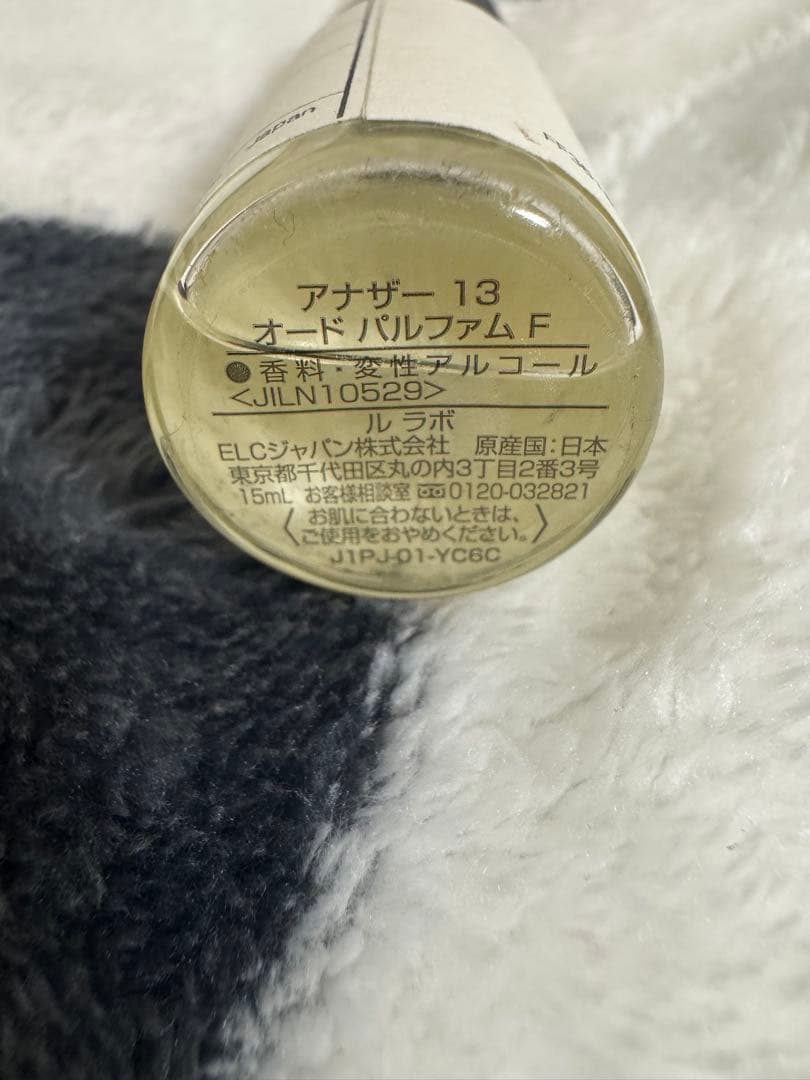 Japan
アナザー 13
オード パルファム F
●香料・変性アルコール
<JILN10529>
ル ラボ
ELCジャパン株式会社 原産国:日本
東京都千代田区丸の内3丁目2番3号
15mL お客様相談室 0120-032821
〈お肌に合わないときは、
ご使用をおやめください。〉
J1PJ-01-YC6C